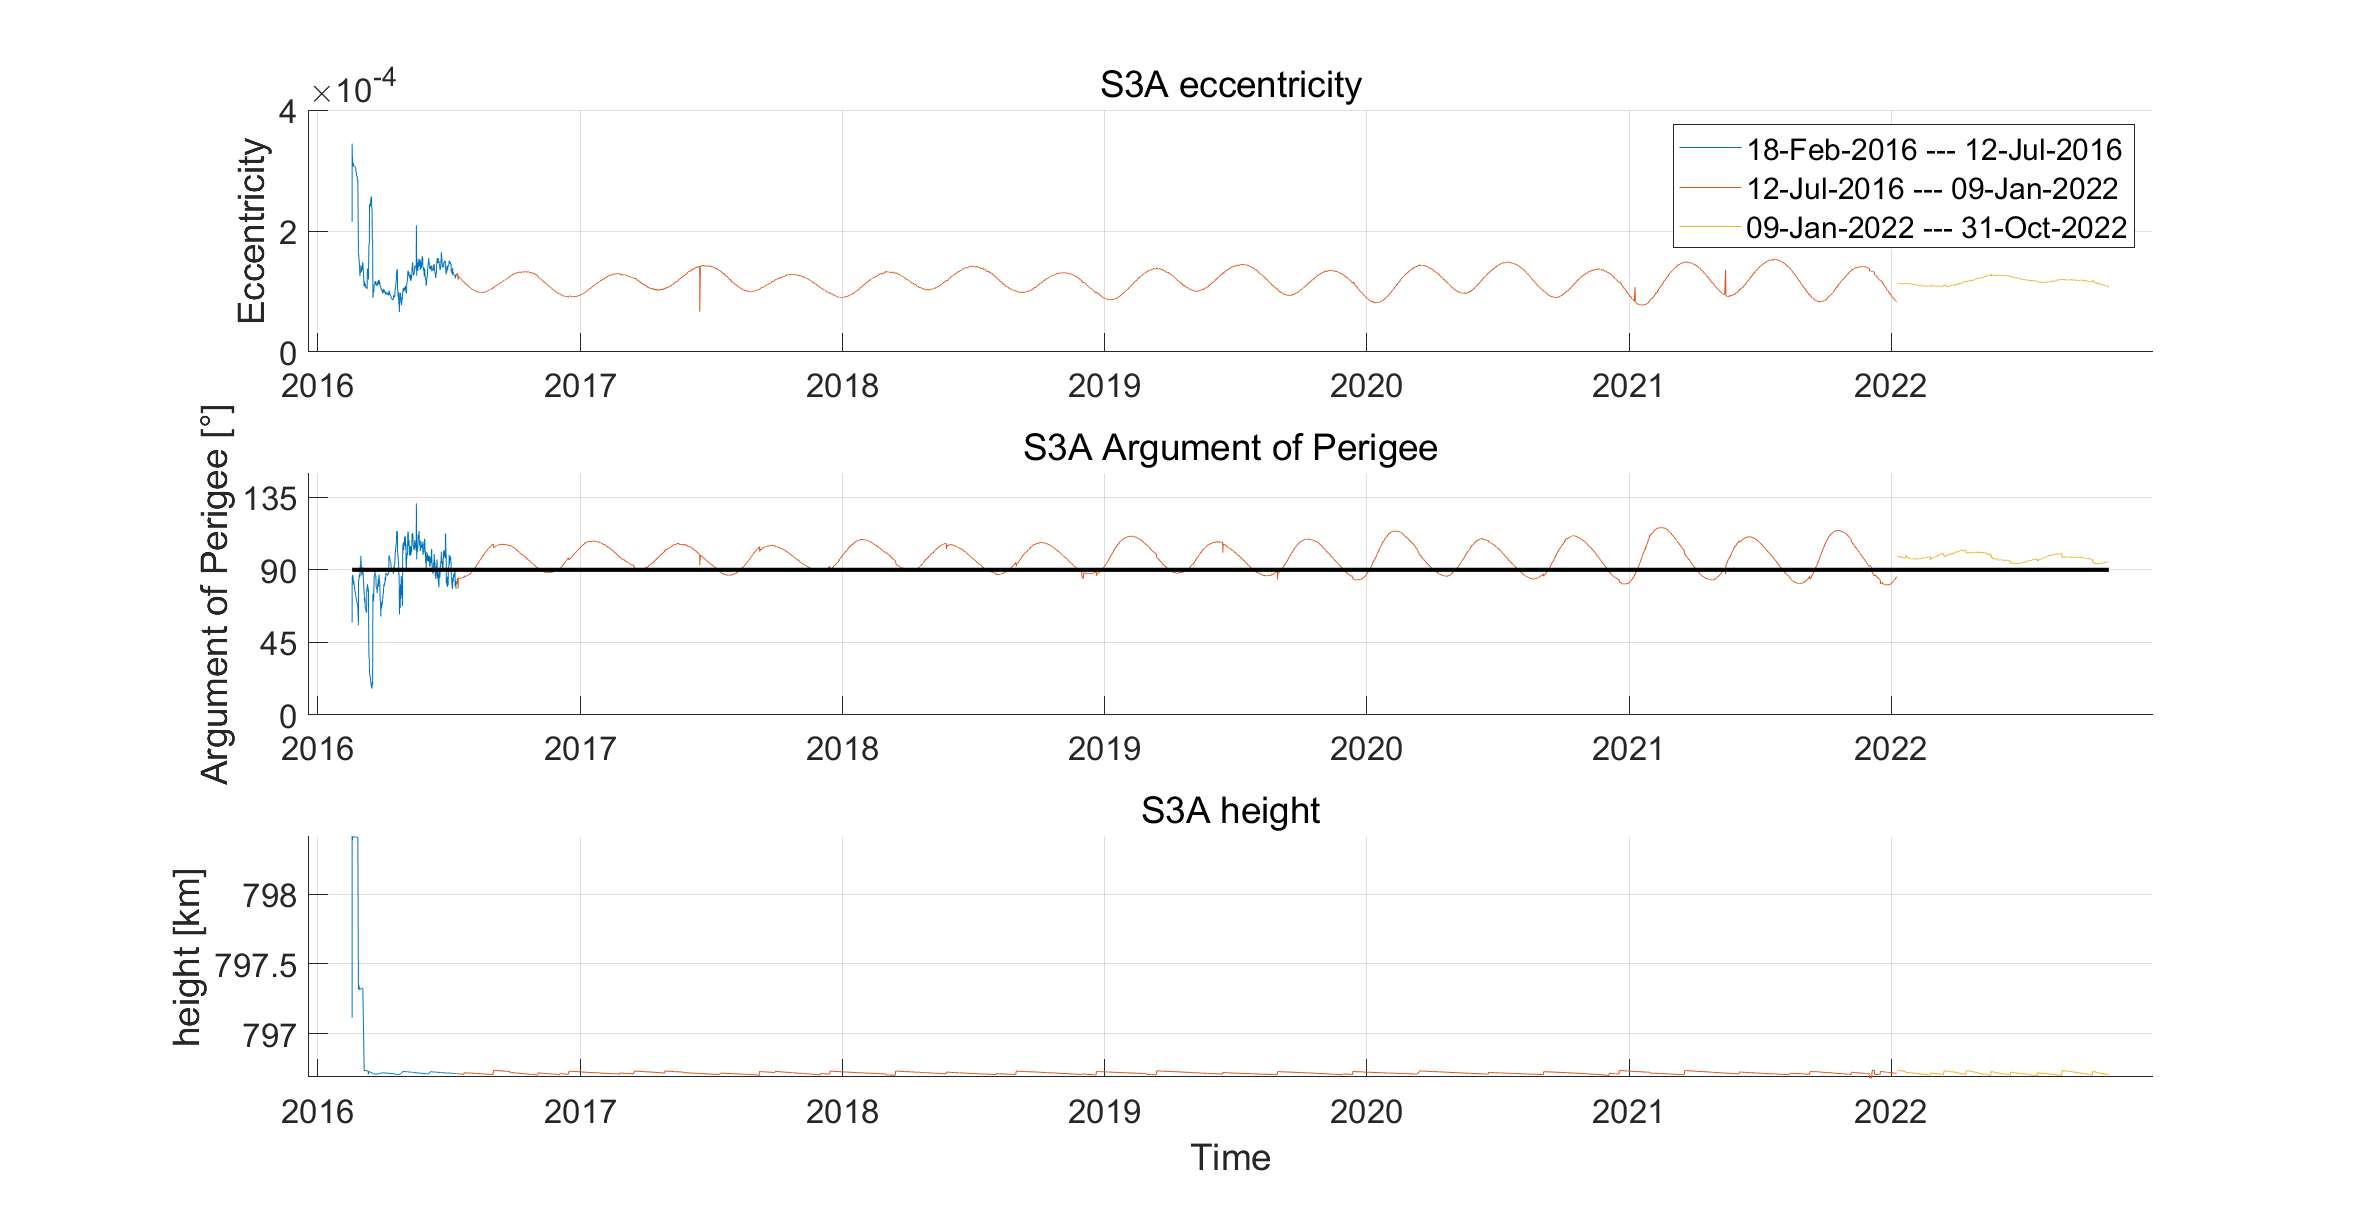 S3A eccentricity
×10-4
4
2
0
Eccentricity
18-Feb-2016 --- 12-Jul-2016
12-Jul-2016 --- 09-Jan-2022
09-Jan-2022 --- 31-Oct-2022
2016 2017 2018 2019 2020 2021 2022
S3A Argument of Perigee
135
90
45
0
Argument of Perigee [°]
2016 2017 2018 2019 2020 2021 2022
S3A height
798
797.5
797
height [km]
2016 2017 2018 2019 2020 2021 2022
Time